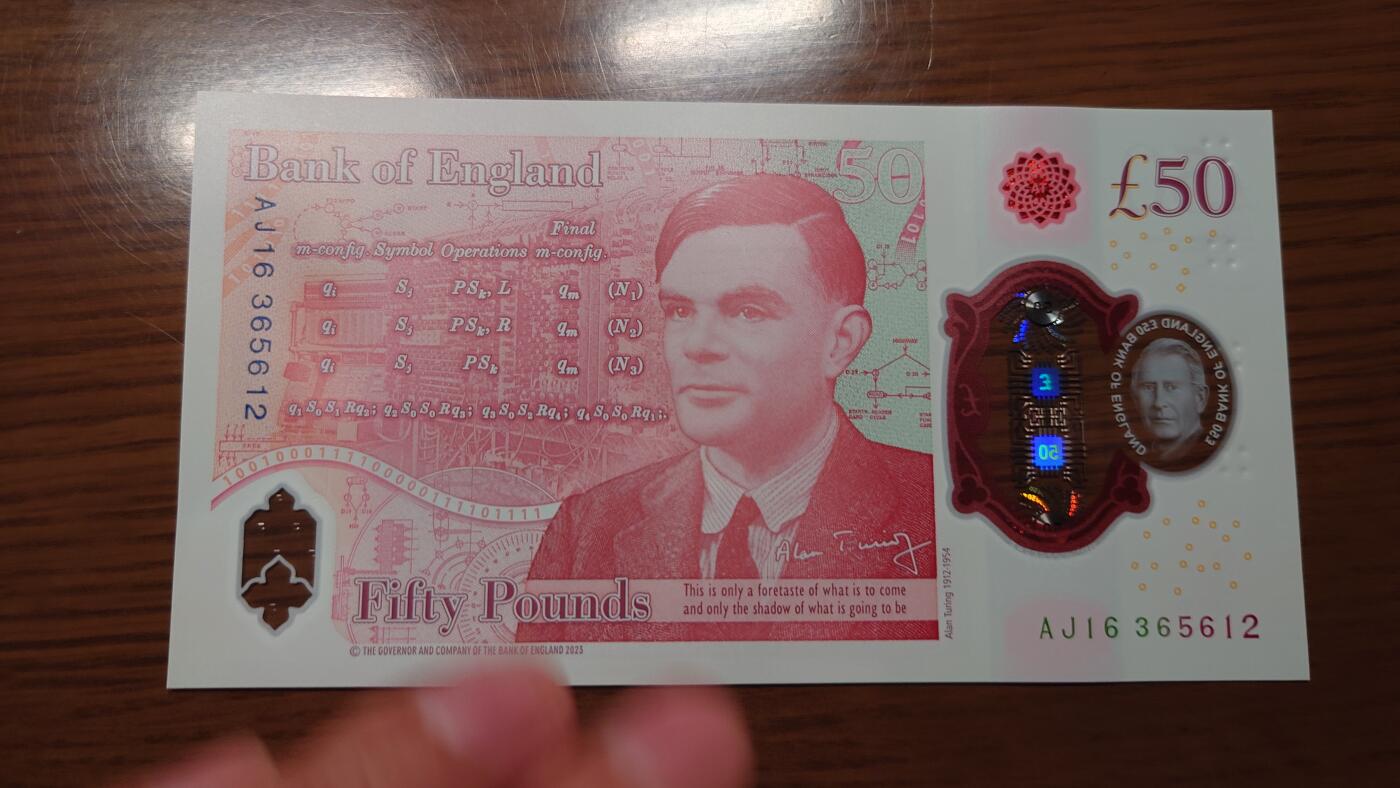 Bank of England
50
£50
AJ16 365612
Final
m-config. Symbol Operations m-config.
qᵢ Sⱼ PSₖ, L qₘ (N₁)
qᵢ Sⱼ PSₖ, R qₘ (N₂)
qᵢ Sⱼ PSₖ qₘ (N₃)
q₁ S₀ S₁ Rq₂; q₂ S₀ S₀ Rq₃; q₃ S₀ S₂ Rq₄; q₄ S₀ S₀ Rq₁;.
£
50
£50 BANK OF ENGLAND £50 BANK OF ENGLAND
Alan Turing
Fifty Pounds
This is only a foretaste of what is to come
and only the shadow of what is going to be
Alan Turing 1912-1954
AJ16 365612
© THE GOVERNOR AND COMPANY OF THE BANK OF ENGLAND 2023